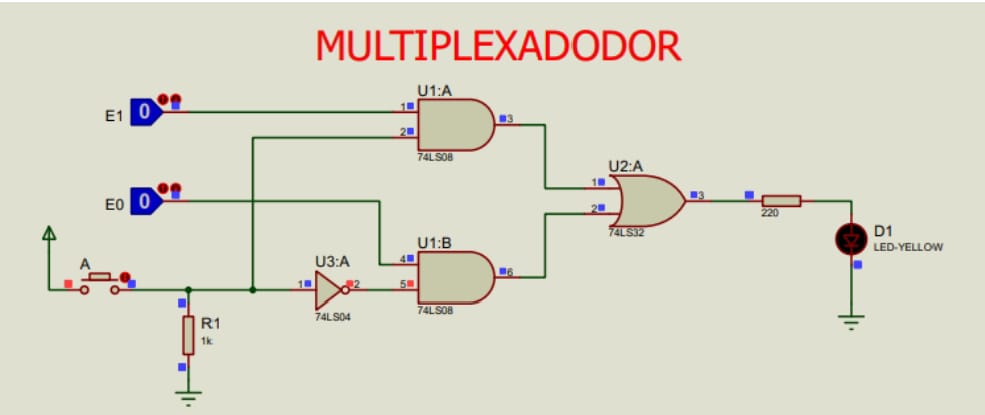 MULTIPLEXADODOR
U1:A
E1
0
1
2
3
74LS08
U2:A
E0
0
1
2
3
220
74LS32
D1
LED-YELLOW
A
U3:A
U1:B
4
5
6
1
2
74LS04
74LS08
R1
1k